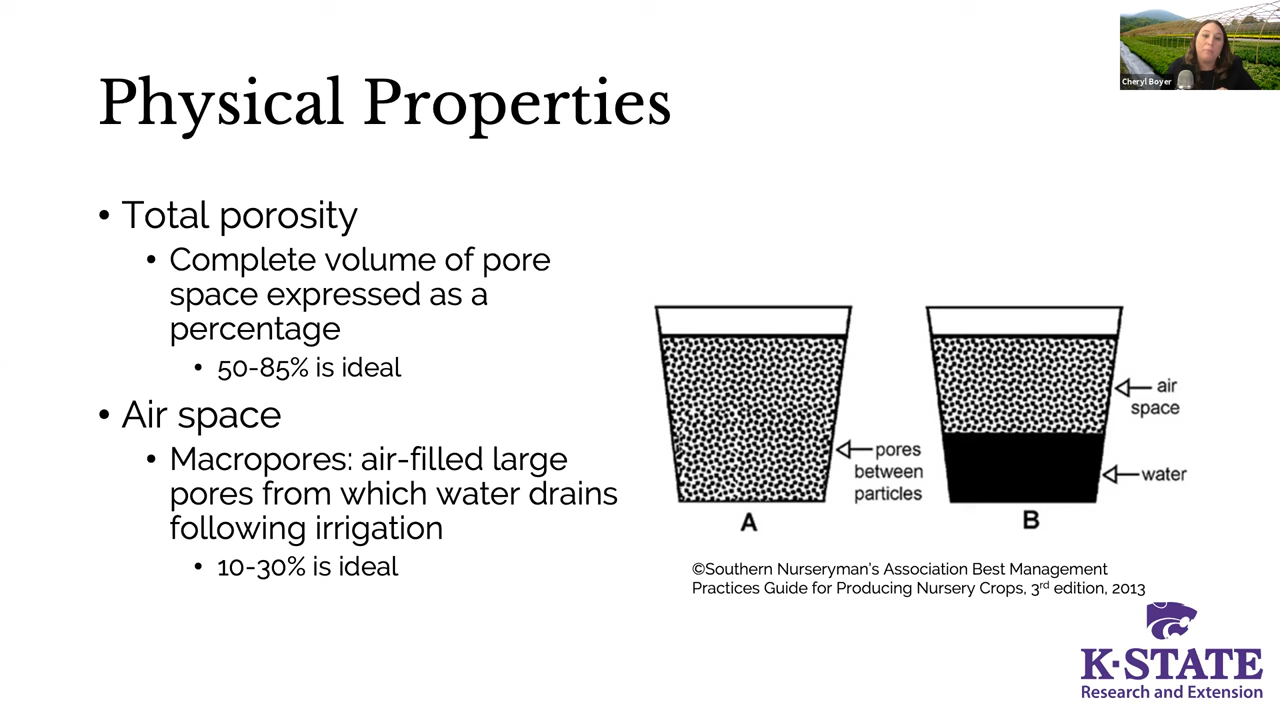 Cheryl Boyer
Physical Properties
• Total porosity
• Complete volume of pore
space expressed as a
percentage
• 50-85% is ideal
• Air space
• Macropores: air-filled large
pores from which water drains
following irrigation
• 10-30% is ideal
pores
between
particles
A
air
space
water
B
©Southern Nurseryman's Association Best Management
Practices Guide for Producing Nursery Crops, 3rd edition, 2013
K-STATE
Research and Extension